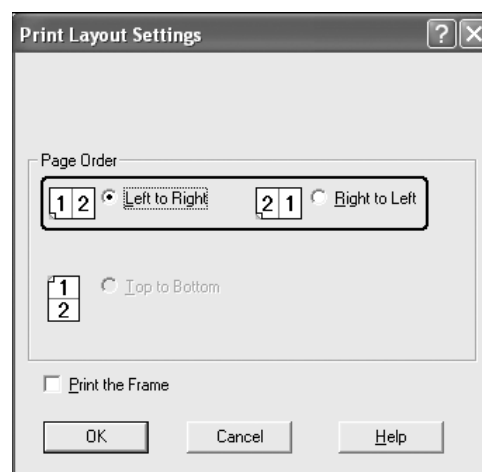 Print Layout Settings
Page Order
1 2 Left to Right 2 1 Right to Left
1
2
Top to Bottom
Print the Frame
OK Cancel Help